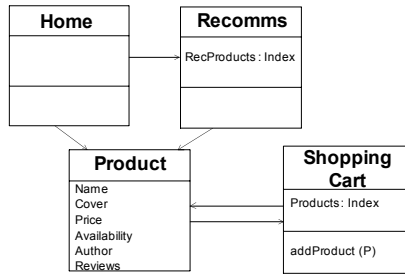 Home
Recomms
RecProducts : Index
Product
Name
Cover
Price
Availability
Author
Reviews
Shopping
Cart
Products: Index
addProduct (P)